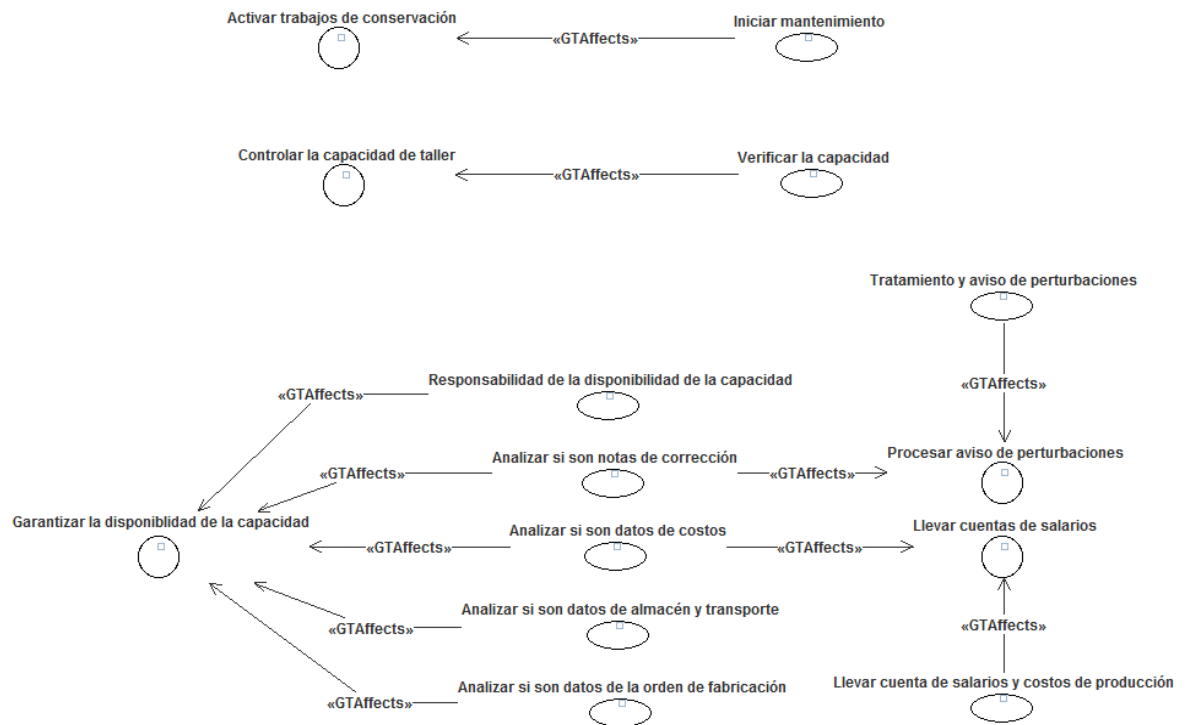 Activar trabajos de conservación
Iniciar mantenimiento
«GTAffects»
Controlar la capacidad de taller
Verificar la capacidad
«GTAffects»
Tratamiento y aviso de perturbaciones
«GTAffects»
Responsabilidad de la disponibilidad de la capacidad
«GTAffects»
Procesar aviso de perturbaciones
Analizar si son notas de corrección
«GTAffects»
«GTAffects»
Garantizar la disponiblidad de la capacidad
Analizar si son datos de costos
Llevar cuentas de salarios
«GTAffects»
«GTAffects»
Analizar si son datos de almacén y transporte
«GTAffects»
«GTAffects»
Analizar si son datos de la orden de fabricación
Llevar cuenta de salarios y costos de producción
«GTAffects»